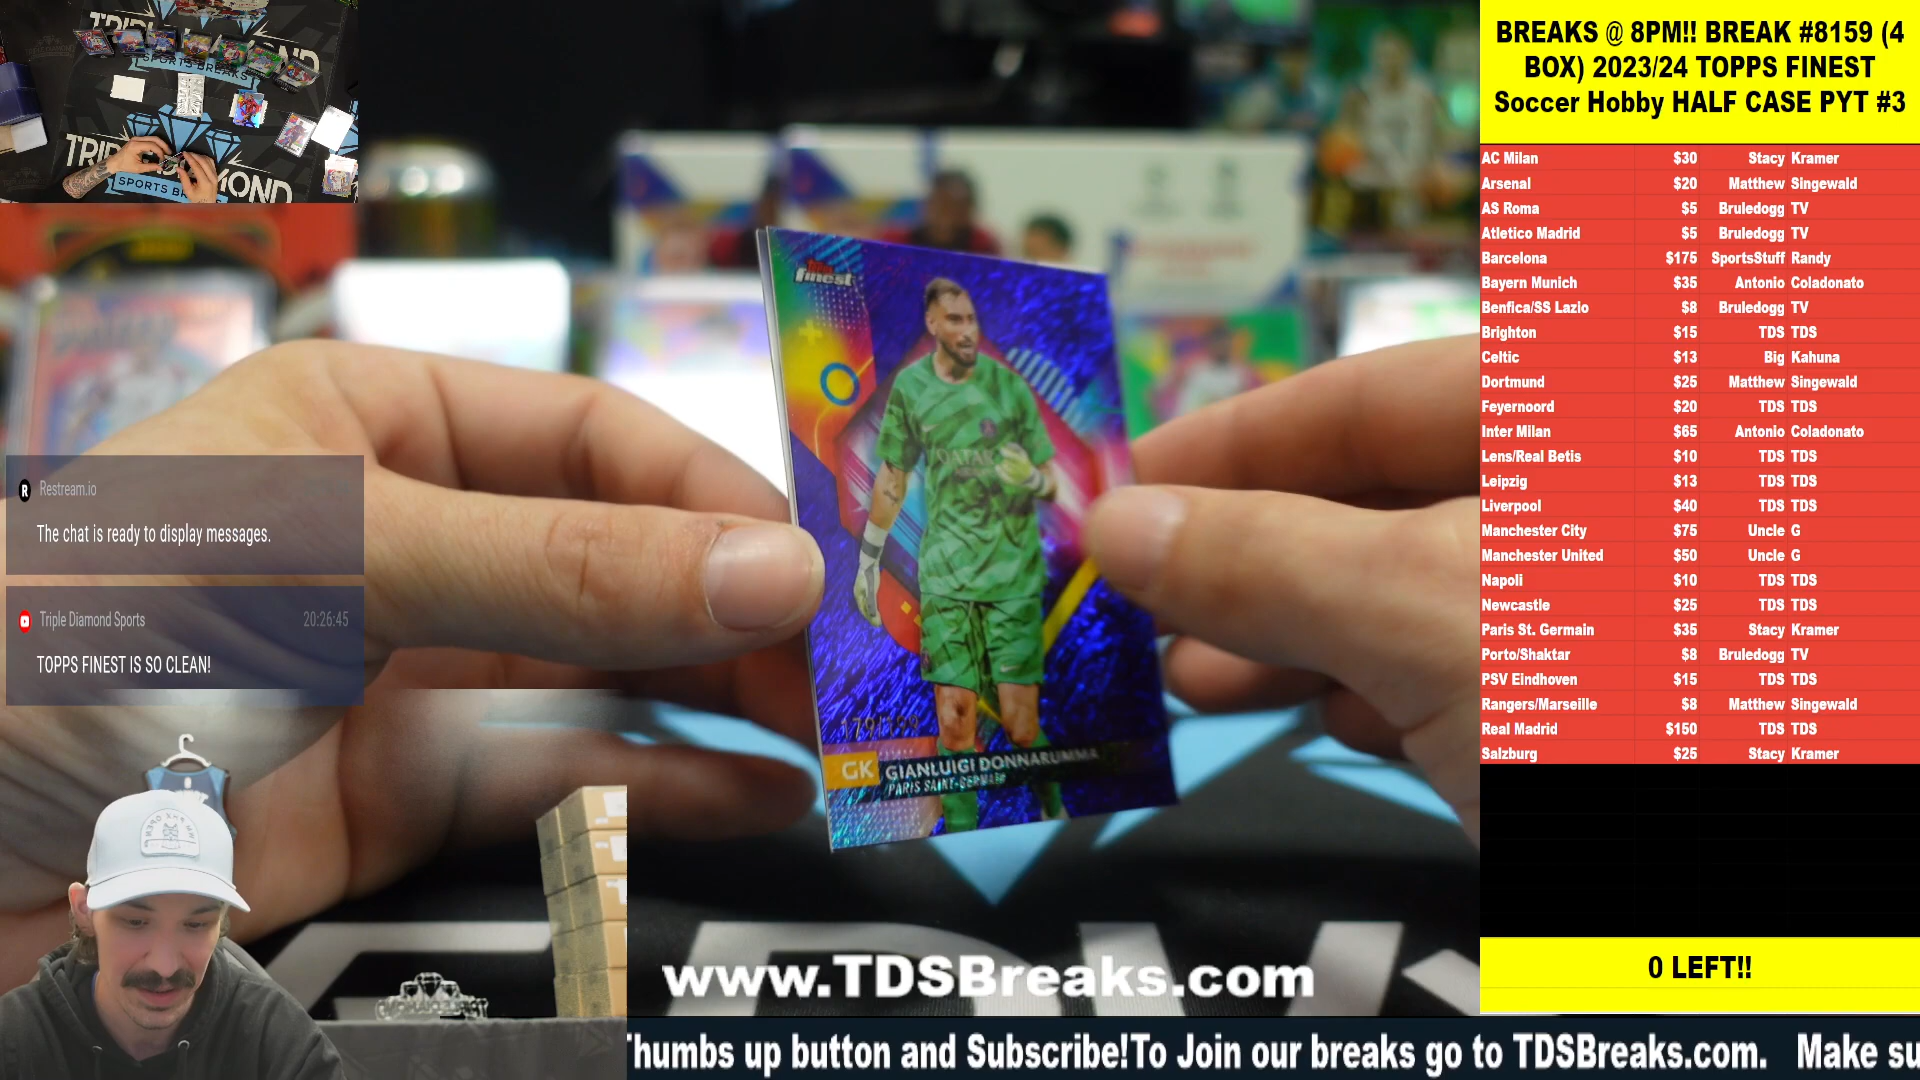 BREAKS @ 8PM!! BREAK #8159 (4
BOX) 2023/24 TOPPS FINEST
Soccer Hobby HALF CASE PYT #3
AC Milan $30 Stacy Kramer
Arsenal $20 Matthew Singewald
AS Roma $5 Bruledogg TV
Atletico Madrid $5 Bruledogg TV
Barcelona $175 SportsStuff Randy
Bayern Munich $35 Antonio Coladonato
Benfica/SS Lazio $8 Bruledogg TV
Brighton $15 TDS TDS
Celtic $13 Big Kahuna
Dortmund $25 Matthew Singewald
Feyernoord $20 TDS TDS
Inter Milan $65 Antonio Coladonato
Lens/Real Betis $10 TDS TDS
Leipzig $13 TDS TDS
Liverpool $40 TDS TDS
Manchester City $75 Uncle G
Manchester United $50 Uncle G
Napoli $10 TDS TDS
Newcastle $25 TDS TDS
Paris St. Germain $35 Stacy Kramer
Porto/Shaktar $8 Bruledogg TV
PSV Eindhoven $15 TDS TDS
Rangers/Marseille $8 Matthew Singewald
Real Madrid $150 TDS TDS
Salzburg $25 Stacy Kramer
0 LEFT!!
SPORTS BREAKS
TOPPS
finest
GK GIANLUIGI DONNARUMMA
PARIS SAINT-GERMAIN
Restream.io
The chat is ready to display messages.
Triple Diamond Sports 20:26:45
TOPPS FINEST IS SO CLEAN!
www.TDSBreaks.com
Thumbs up button and Subscribe!To Join our breaks go to TDSBreaks.com. Make su